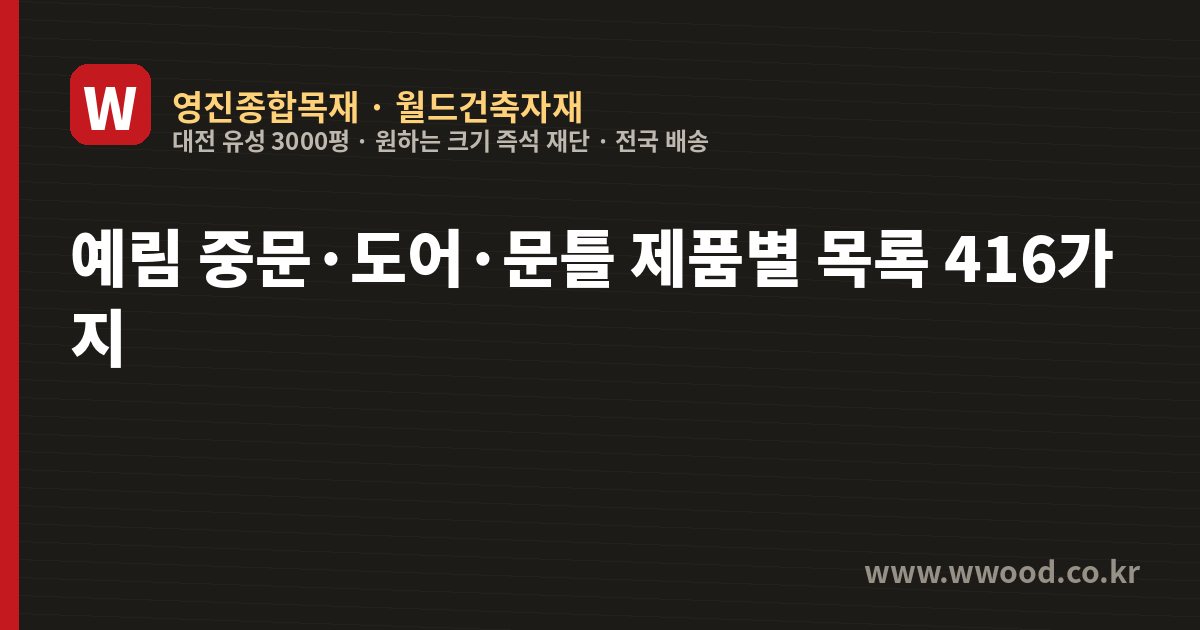 W
영진종합목재 · 월드건축자재
대전 유성 3000평 · 원하는 크기 즉석 재단 · 전국 배송
예림 중문·도어·문틀 제품별 목록 416가
지
www.wwood.co.kr